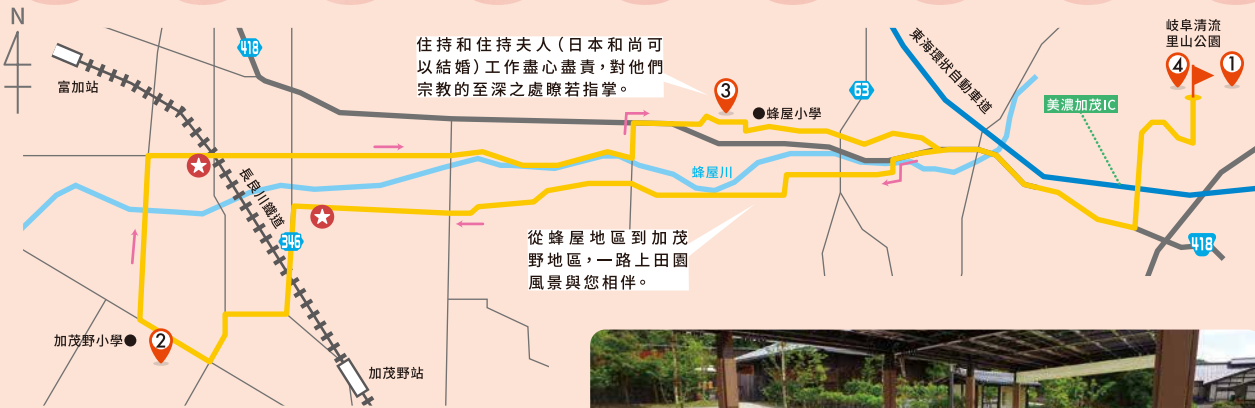 N
418
富加站
住持和住持夫人（日本和尚可
以結婚）工作盡心盡責，對他們
宗教的至深之處瞭若指掌。
3
蜂屋小學
63
東海環狀自動車道
岐阜清流
里山公園
4
1
美濃加茂IC
長良川鐵道
蜂屋川
346
從蜂屋地區到加茂
野地區，一路上田園
風景與您相伴。
418
加茂野小學
2
加茂野站